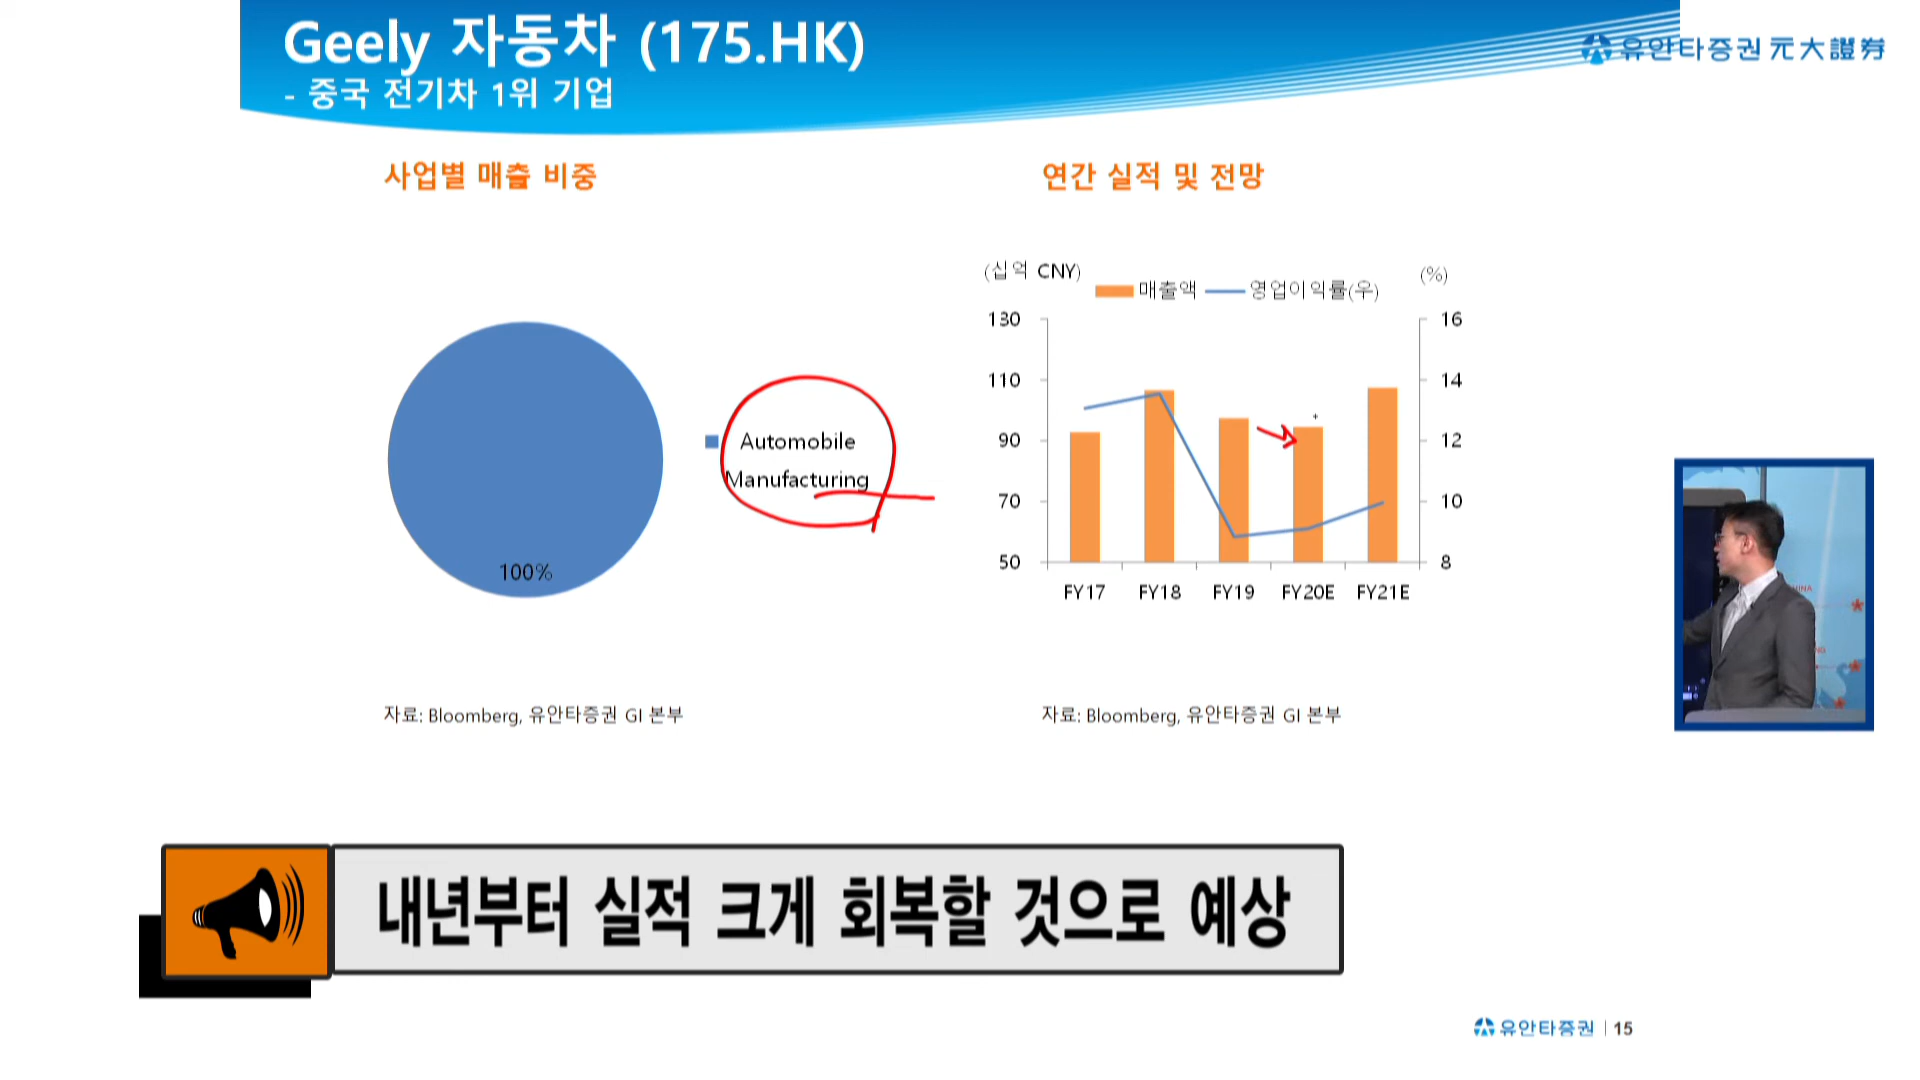 Geely 자동차 (175.HK)
- 중국 전기차 1위 기업
유안타증권 元大證券
사업별 매출 비중
Automobile
Manufacturing
100%
자료: Bloomberg, 유안타증권 GI 본부
연간 실적 및 전망
(십억 CNY)
(%)
매출액 영업이익률(우)
130
110
90
70
50
16
14
12
10
8
FY17 FY18 FY19 FY20E FY21E
자료: Bloomberg, 유안타증권 GI 본부
내년부터 실적 크게 회복할 것으로 예상
유안타증권 | 15